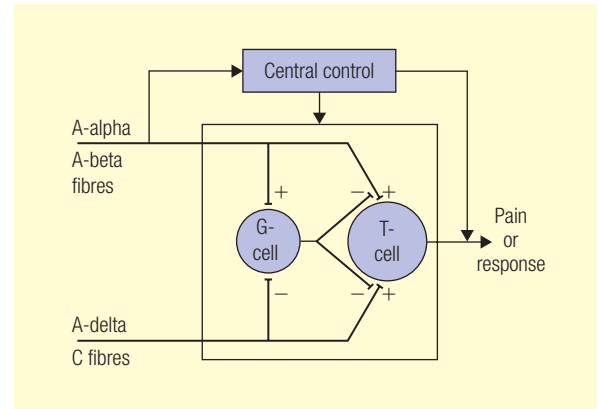 Central control
A-alpha
A-beta
fibres
+
− +
G-
cell
T-
cell
Pain
or
response
−
− +
A-delta
C fibres